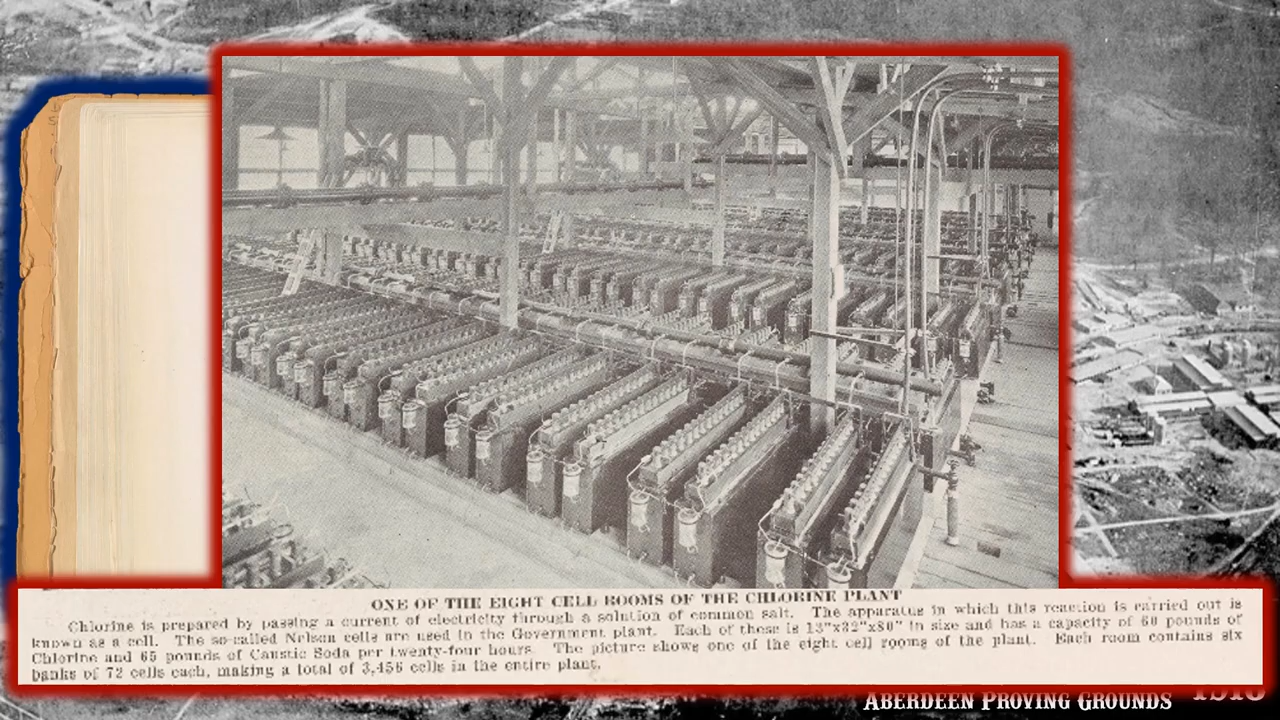 ONE OF THE EIGHT CELL ROOMS OF THE CHLORINE PLANT
Chlorine is prepared by passing a current of electricity through a solution of common salt. The apparatus in which this reaction is carried out is
known as a cell. The so-called Nelson cells are used in the Government plant. Each of these is 13"x32"x80" in size and has a capacity of 60 pounds of
Chlorine and 65 pounds of Caustic Soda per twenty-four hours. The picture shows one of the eight cell rooms of the plant. Each room contains six
banks of 72 cells each, making a total of 3,456 cells in the entire plant.
ABERDEEN PROVING GROUNDS 1918